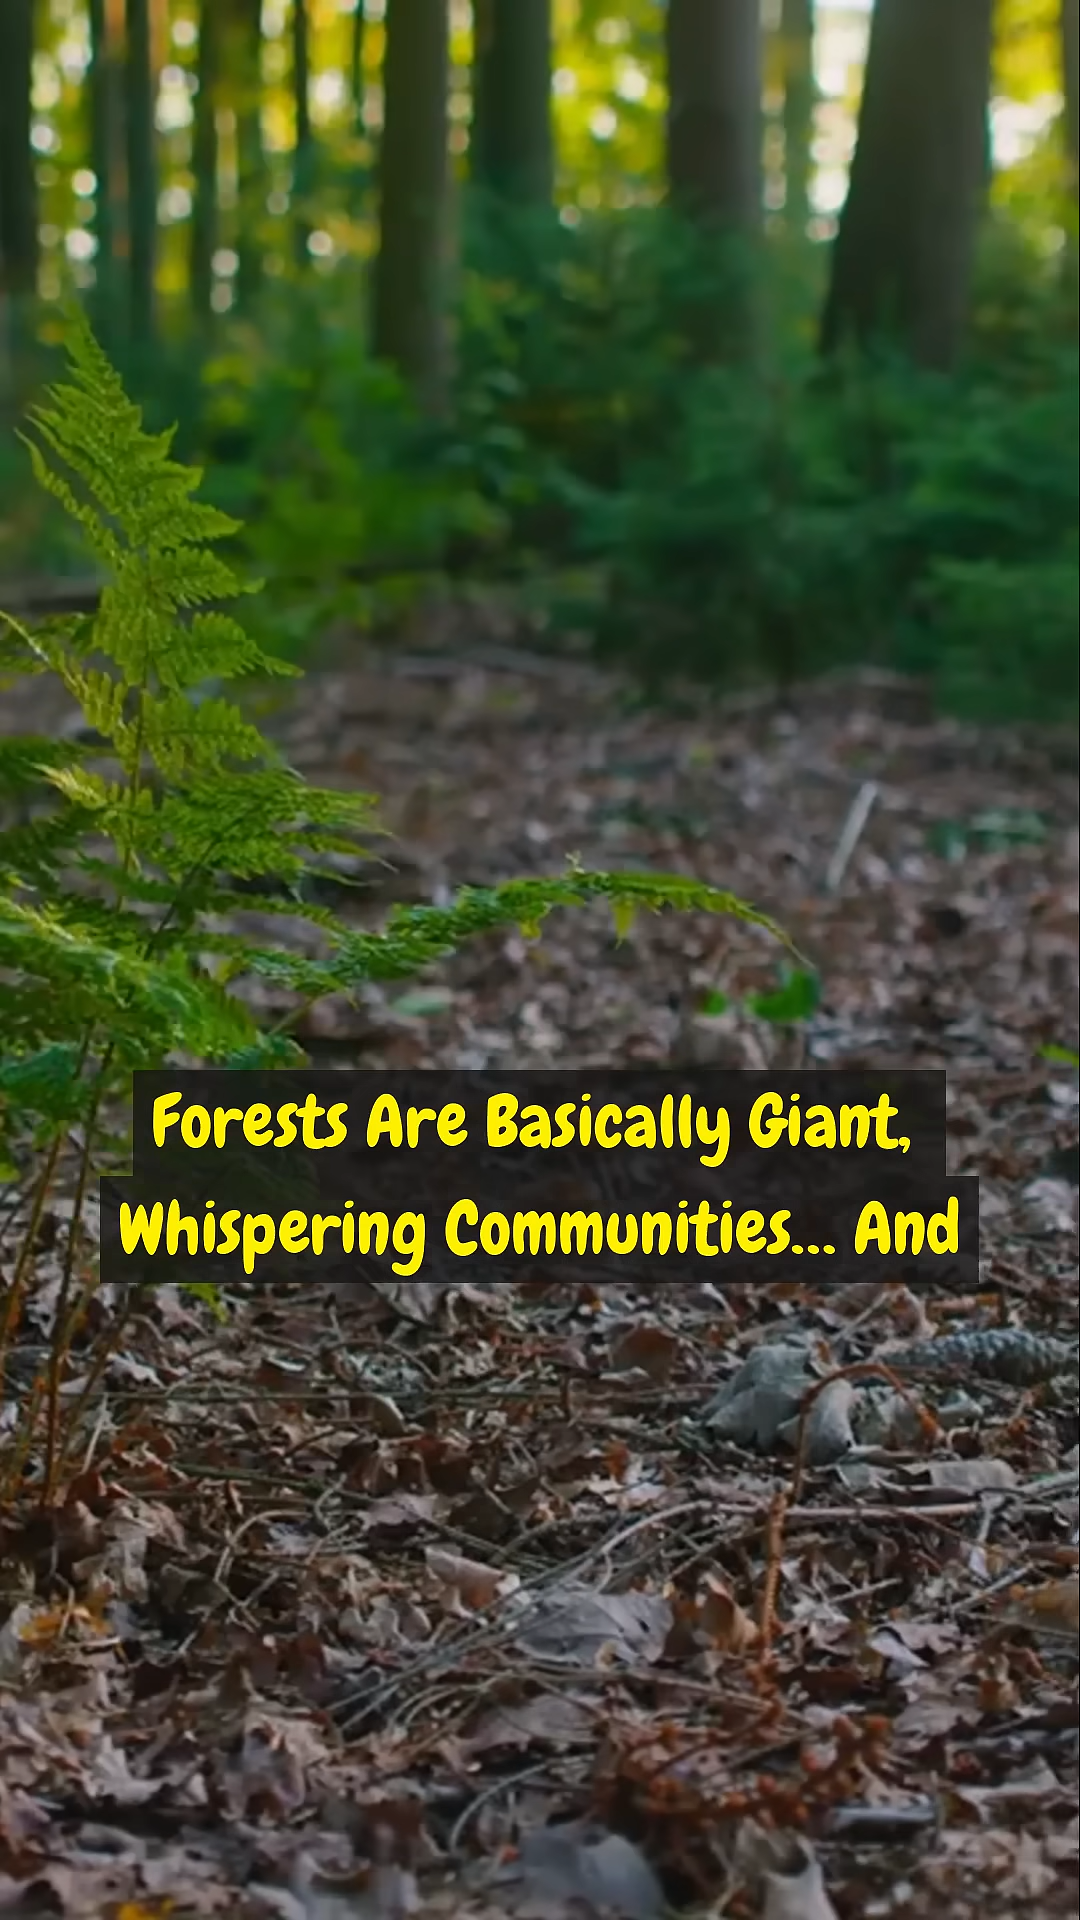 Forests Are Basically Giant,
Whispering Communities... And